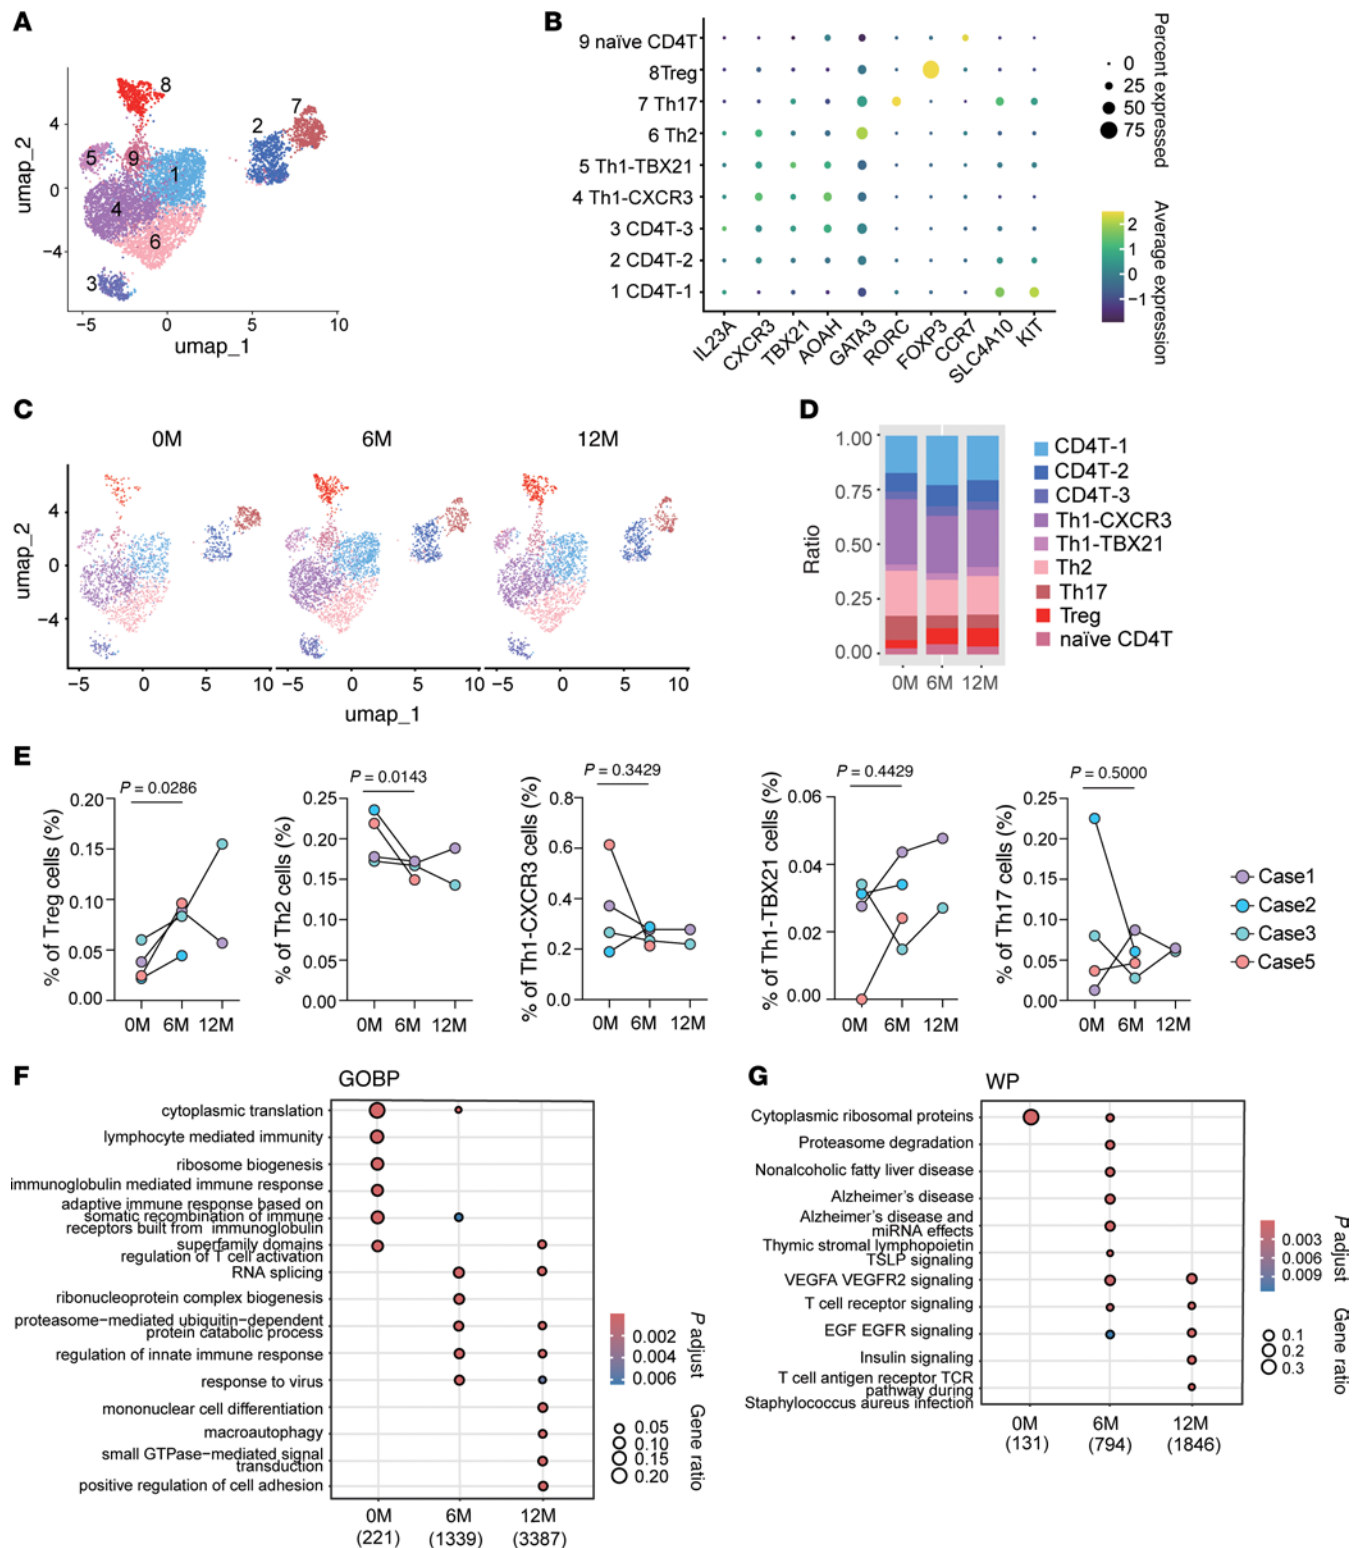 A
umap_2
4
0
−4
−5
0
5
10
umap_1
8
7
2
5
9
1
4
6
3
B
9 naïve CD4T
8Treg
7 Th17
6 Th2
5 Th1-TBX21
4 Th1-CXCR3
3 CD4T-3
2 CD4T-2
1 CD4T-1
IL23A
CXCR3
TBX21
AOAH
GATA3
RORC
FOXP3
CCR7
SLC4A10
KIT
Percent expressed
0
25
50
75
Average expression
2
1
0
−1
C
0M
6M
12M
umap_2
4
0
−4
−5
0
5
10
−5
0
5
10
−5
0
5
10
umap_1
D
Ratio
1.00
0.75
0.50
0.25
0.00
0M
6M
12M
CD4T-1
CD4T-2
CD4T-3
Th1-CXCR3
Th1-TBX21
Th2
Th17
Treg
naïve CD4T
E
P = 0.0286
% of Treg cells (%)
0.20
0.15
0.10
0.05
0.00
0M
6M
12M
P = 0.0143
% of Th2 cells (%)
0.25
0.20
0.15
0.10
0.05
0.00
0M
6M
12M
P = 0.3429
% of Th1-CXCR3 cells (%)
0.8
0.6
0.4
0.2
0.0
0M
6M
12M
P = 0.4429
% of Th1-TBX21 cells (%)
0.06
0.04
0.02
0.00
0M
6M
12M
P = 0.5000
% of Th17 cells (%)
0.25
0.20
0.15
0.10
0.05
0.00
0M
6M
12M
Case1
Case2
Case3
Case5
F
GOBP
cytoplasmic translation
lymphocyte mediated immunity
ribosome biogenesis
immunoglobulin mediated immune response
adaptive immune response based on
somatic recombination of immune
receptors built from immunoglobulin
superfamily domains
regulation of T cell activation
RNA splicing
ribonucleoprotein complex biogenesis
proteasome−mediated ubiquitin−dependent
protein catabolic process
regulation of innate immune response
response to virus
mononuclear cell differentiation
macroautophagy
small GTPase−mediated signal
transduction
positive regulation of cell adhesion
0M
(221)
6M
(1339)
12M
(3387)
P adjust
0.002
0.004
0.006
Gene ratio
0.05
0.10
0.15
0.20
G
WP
Cytoplasmic ribosomal proteins
Proteasome degradation
Nonalcoholic fatty liver disease
Alzheimer's disease
Alzheimer's disease and
miRNA effects
Thymic stromal lymphopoietin
TSLP signaling
VEGFA VEGFR2 signaling
T cell receptor signaling
EGF EGFR signaling
Insulin signaling
T cell antigen receptor TCR
pathway during
Staphylococcus aureus infection
0M
(131)
6M
(794)
12M
(1846)
P adjust
0.003
0.006
0.009
Gene ratio
0.1
0.2
0.3